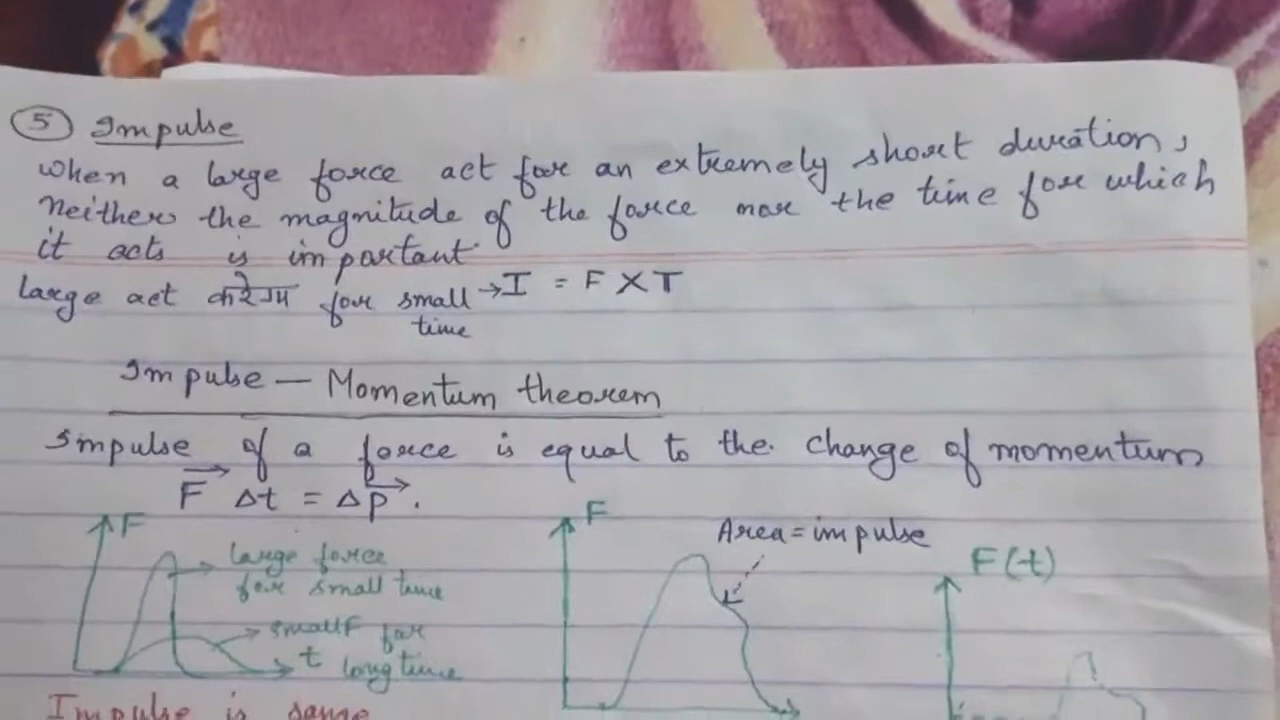 5 Impulse
When a large force act for an extremely short duration,
Neither the magnitude of the force nor the time for which
it acts is important.
large act करेगा for small → I = F X T
time
Impulse — Momentum theorem
Impulse of a force is equal to the change of momentum
F Δt = Δp.
F
large force
for small time
small F for
t long time
Impulse is same
F
Area = impulse
F(t)